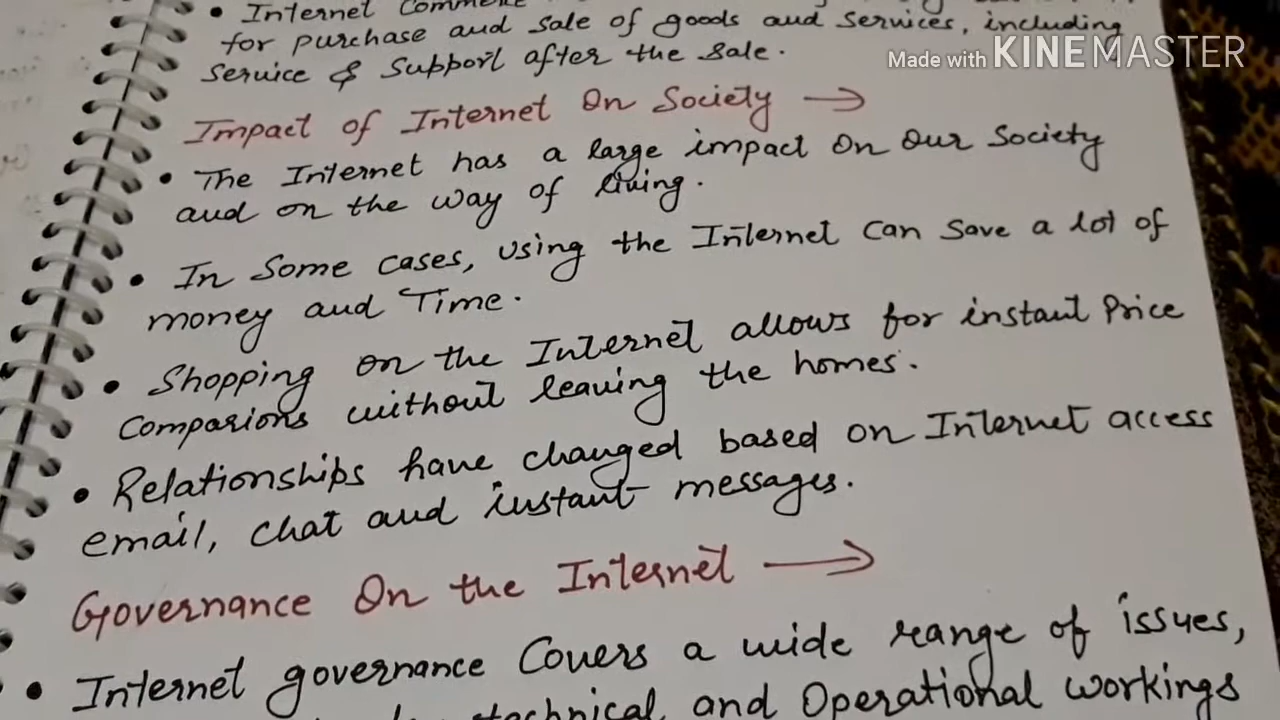 • Internet
for purchase and sale of goods and services, including
Service & Support after the sale.
Made with KINEMASTER
Impact of Internet On Society →
• The Internet has a large impact on our Society
and on the way of living.
• In Some cases, using the Internet can save a lot of
money and Time.
• Shopping on the Internet allows for instant Price
Comparions without leaving the homes.
• Relationships have changed based on Internet access
email, chat and instant messages.
Governance On the Internet →
• Internet governance Covers a wide range of issues,
technical, and Operational workings